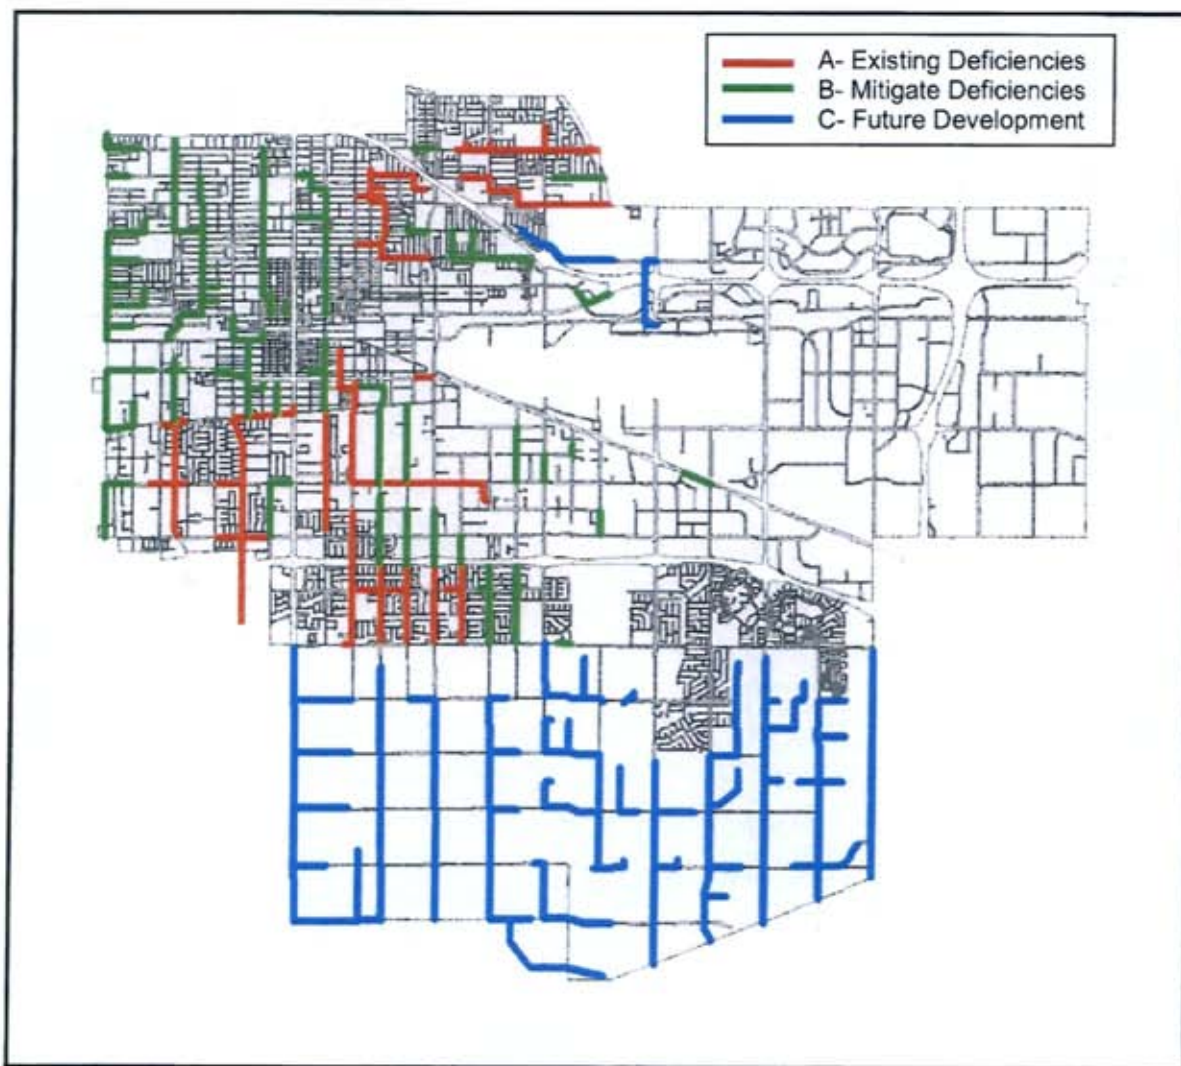 A- Existing Deficiencies
B- Mitigate Deficiencies
C- Future Development